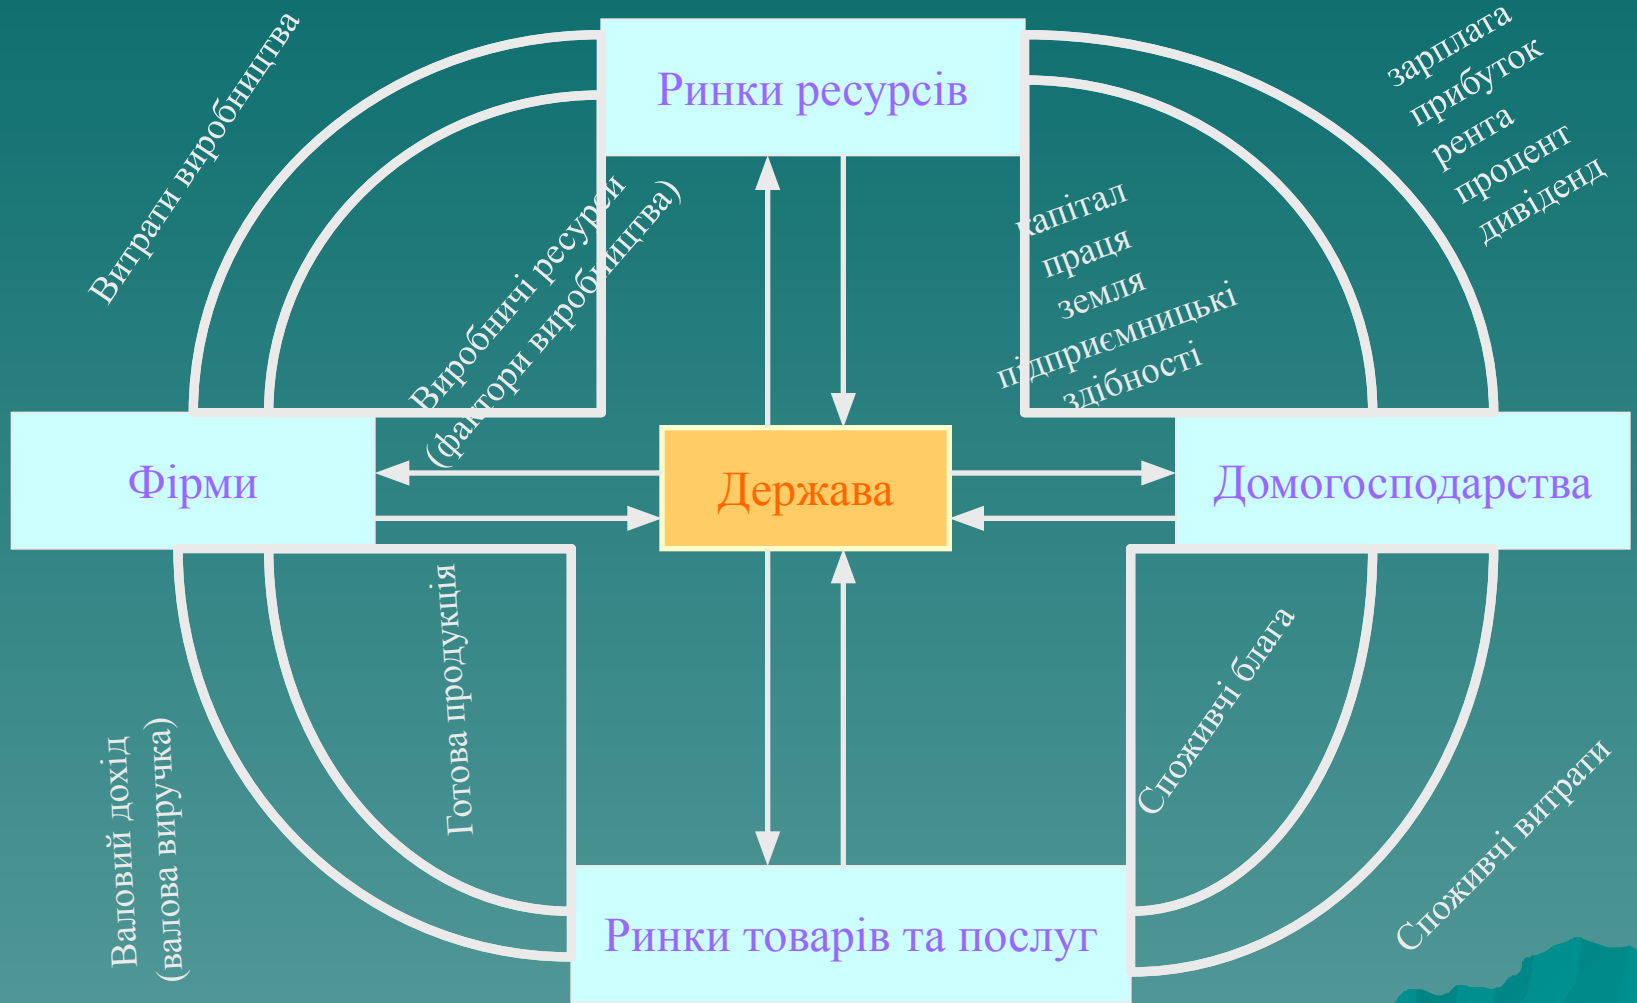 Витрати виробництва
Ринки ресурсів
зарплата
прибуток
рента
процент
дивіденд
Виробничі ресурси
(фактори виробництва)
капітал
праця
земля
підприємницькі
здібності
Фірми
Держава
Домогосподарства
Валовий дохід
(валова виручка)
Готова продукція
Споживчі блага
Споживчі витрати
Ринки товарів та послуг